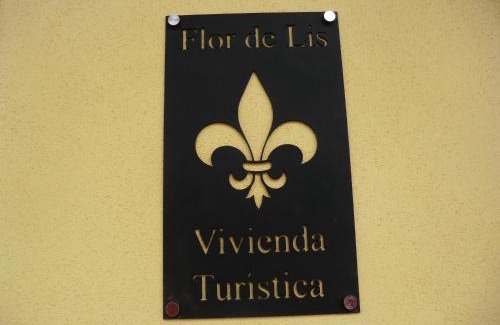 Flor de Lis
Vivienda
Turística